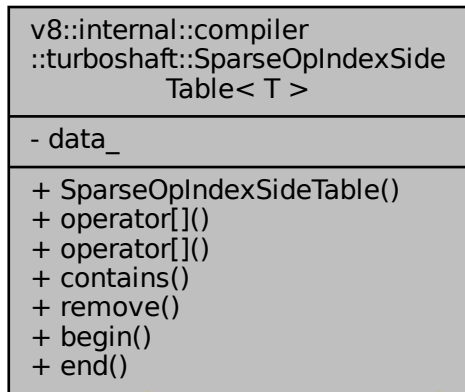 v8::internal::compiler
::turboshaft::SparseOpIndexSide
Table< T >
- data_
+ SparseOpIndexSideTable()
+ operator[]()
+ operator[]()
+ contains()
+ remove()
+ begin()
+ end()